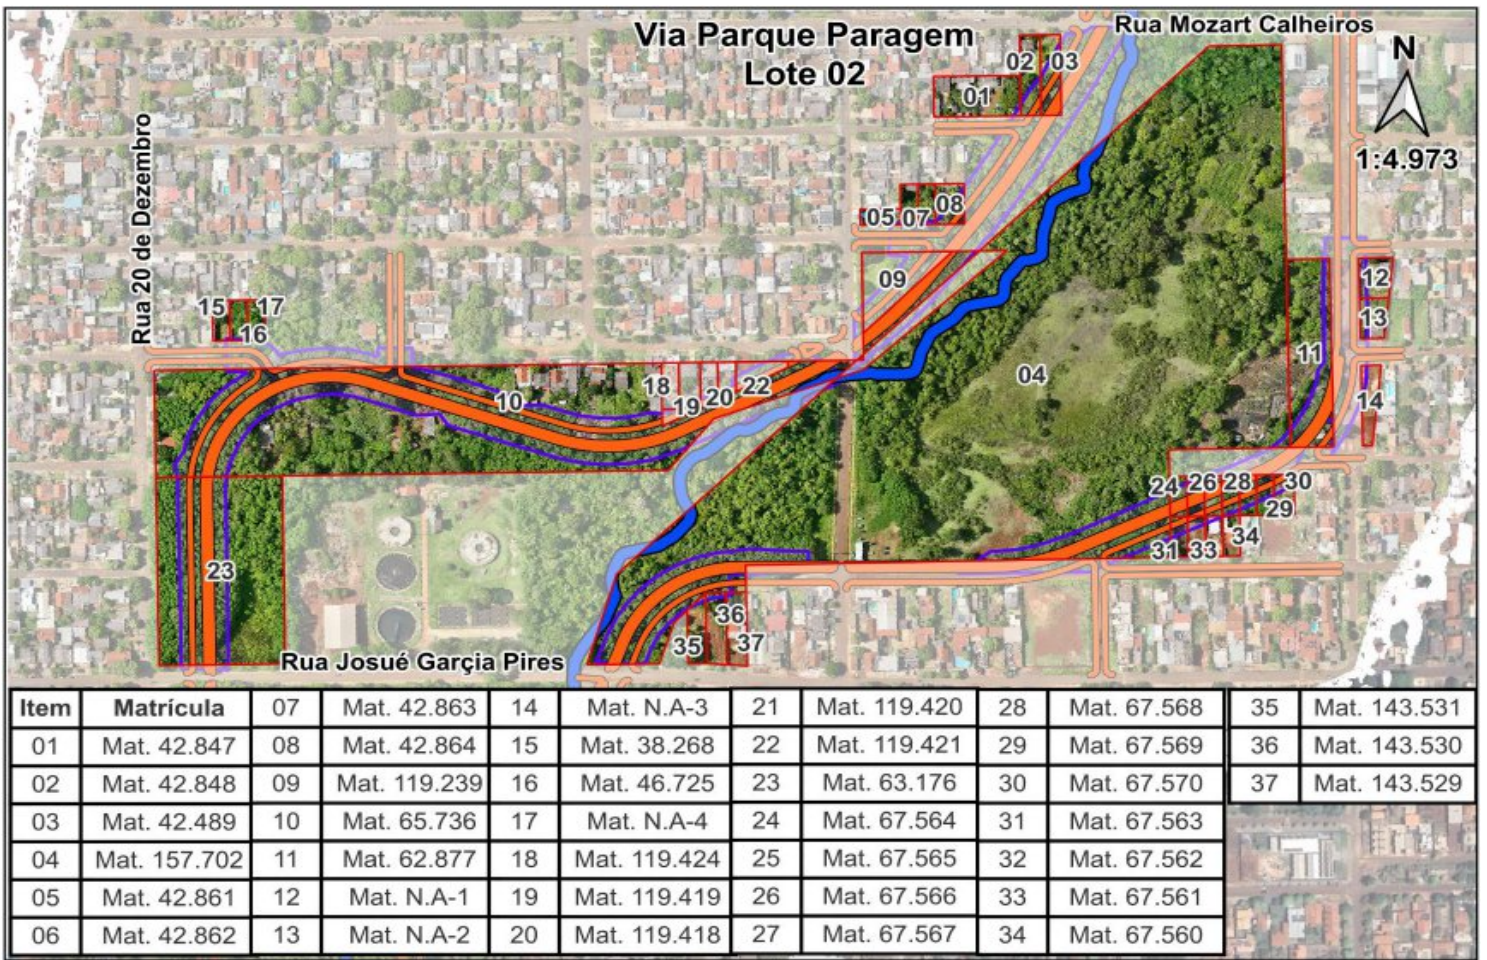 Via Parque Paragem
Lote 02
Rua Mozart Calheiros
N
1:4.973
Rua 20 de Dezembro
02 03
01
05 07 08
09
15 17
16
12
13
11
14
04
18
19 20 22
10
24 26 28 30
29
31 33 34
23
36
35 37
Rua Josué Garçia Pires
Item Matrícula 07 Mat. 42.863 14 Mat. N.A-3 21 Mat. 119.420 28 Mat. 67.568 35 Mat. 143.531
01 Mat. 42.847 08 Mat. 42.864 15 Mat. 38.268 22 Mat. 119.421 29 Mat. 67.569 36 Mat. 143.530
02 Mat. 42.848 09 Mat. 119.239 16 Mat. 46.725 23 Mat. 63.176 30 Mat. 67.570 37 Mat. 143.529
03 Mat. 42.489 10 Mat. 65.736 17 Mat. N.A-4 24 Mat. 67.564 31 Mat. 67.563
04 Mat. 157.702 11 Mat. 62.877 18 Mat. 119.424 25 Mat. 67.565 32 Mat. 67.562
05 Mat. 42.861 12 Mat. N.A-1 19 Mat. 119.419 26 Mat. 67.566 33 Mat. 67.561
06 Mat. 42.862 13 Mat. N.A-2 20 Mat. 119.418 27 Mat. 67.567 34 Mat. 67.560